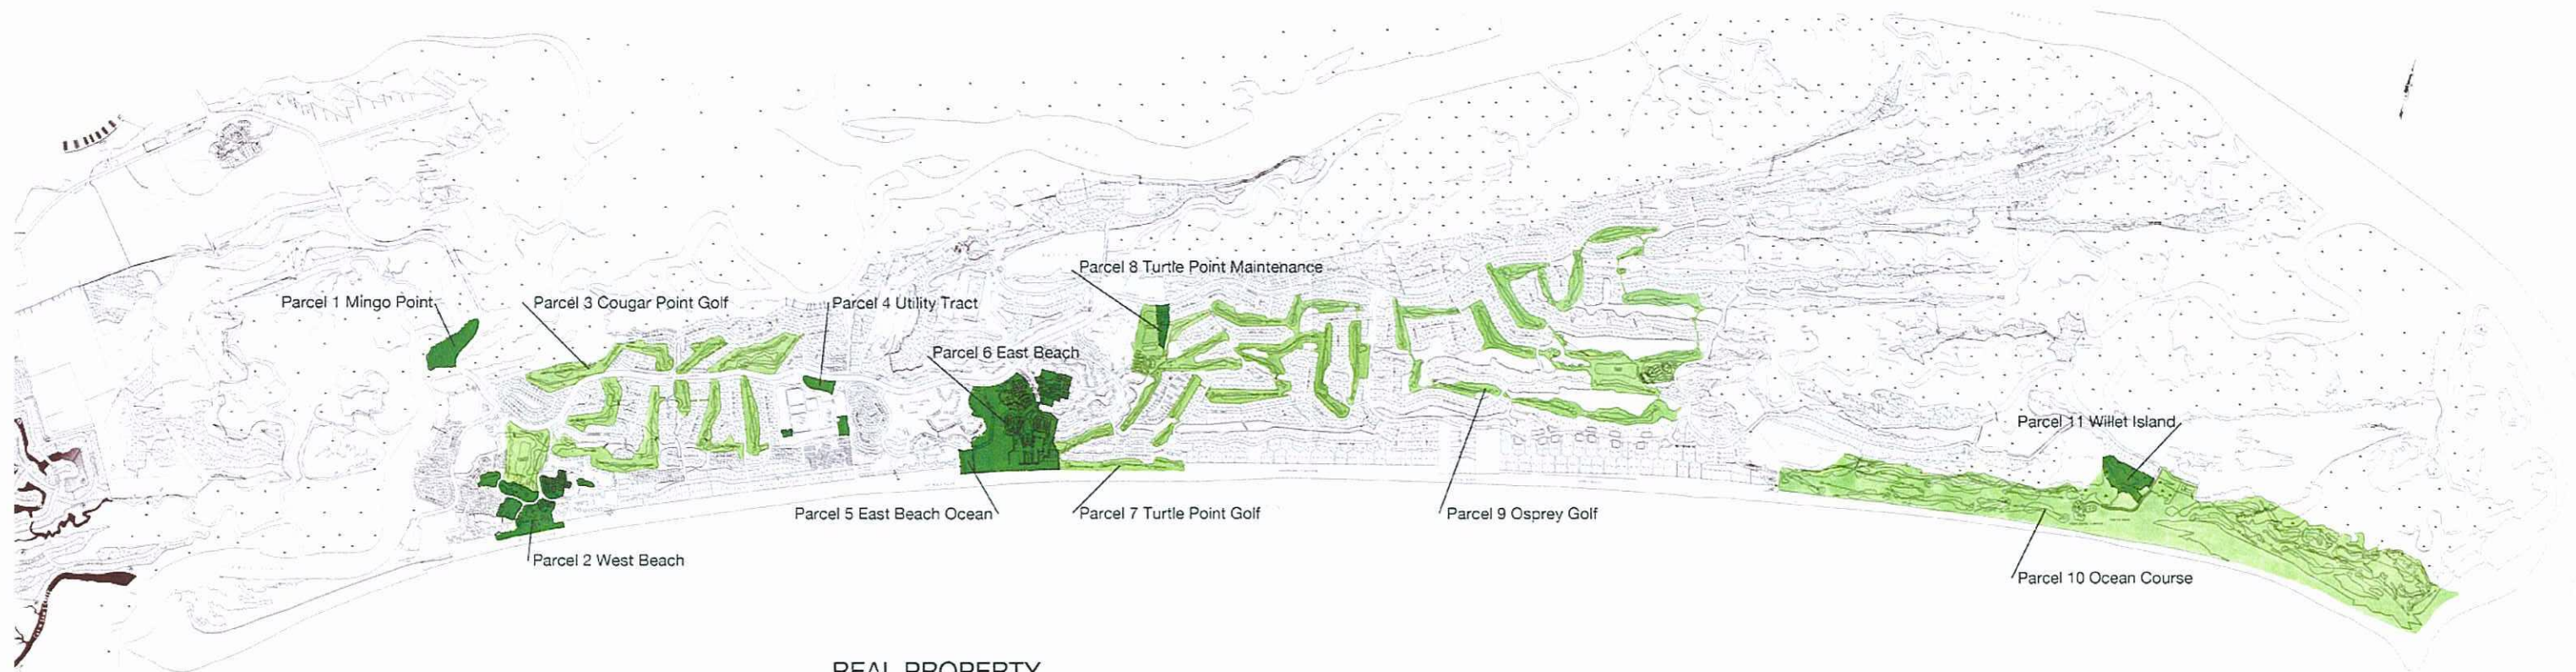 Parcel 8 Turtle Point Maintenance
Parcel 1 Mingo Point
Parcel 3 Cougar Point Golf
Parcel 4 Utility Tract
Parcel 6 East Beach
Parcel 11 Willet Island
Parcel 5 East Beach Ocean
Parcel 7 Turtle Point Golf
Parcel 9 Osprey Golf
Parcel 2 West Beach
Parcel 10 Ocean Course
REAL PROPERTY